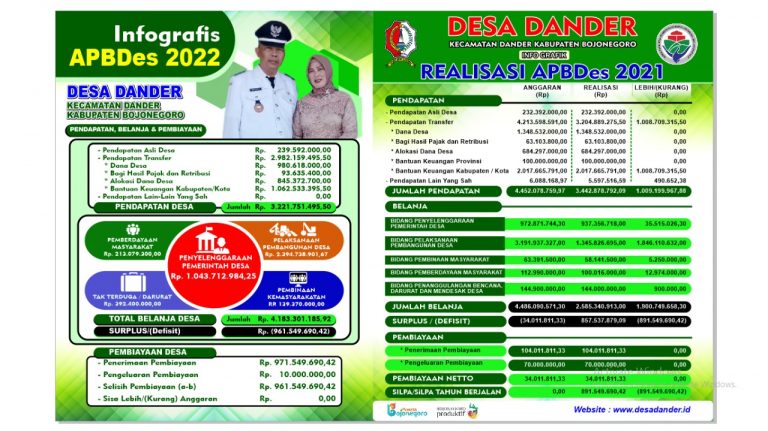 Infografis
APBDes 2022
DESA DANDER
KECAMATAN DANDER
KABUPATEN BOJONEGORO
PENDAPATAN, BELANJA & PEMBIAYAAN
- Pendapatan Asli Desa Rp. 239.592.000,00
- Pendapatan Transfer Rp. 2.982.159.495,50
* Dana Desa Rp. 980.618.000,00
* Bagi Hasil Pajak dan Retribusi Rp. 93.635.400,00
* Alokasi Dana Desa Rp. 845.372.700,00
* Bantuan Keuangan Kabupaten/Kota Rp. 1.062.533.395,50
- Pendapatan Lain-Lain Yang Sah Rp. 0,00
PENDAPATAN DESA Jumlah Rp. 3.221.751.495,50
PEMBERDAYAAN
MASYARAKAT
Rp. 213.079.300,00
PELAKSANAAN
PEMBANGUNAN DESA
Rp. 2.394.738.901,67
PENYELENGGARAAN
PEMERINTAH DESA
Rp. 1.043.712.984,25
TAK TERDUGA / DARURAT
Rp. 392.400.000,00
PEMBINAAN
KEMASYARAKATAN
RP 139.370.000,00
TOTAL BELANJA DESA Jumlah Rp. 4.183.301.185,92
SURPLUS/(Defisit) Rp. (961.549.690,42)
PEMBIAYAAN DESA
- Penerimaan Pembiayaan Rp. 971.549.690,42
- Pengeluaran Pembiayaan Rp. 10.000.000,00
- Selisih Pembiayaan (a-b) Rp. 961.549.690,42
- Sisa Lebih/(Kurang) Anggaran Rp. 0,00
DESA DANDER
KECAMATAN DANDER KABUPATEN BOJONEGORO
INFO GRAFIK
REALISASI APBDes 2021
ANGGARAN REALISASI LEBIH/(KURANG)
(Rp) (Rp) (Rp)
PENDAPATAN
- Pendapatan Asli Desa 232.392.000,00 232.392.000,00 0,00
- Pendapatan Transfer 4.213.598.591,00 3.204.889.275,50 1.008.709.315,50
* Dana Desa 1.348.532.000,00 1.348.532.000,00 0,00
* Bagi Hasil Pajak dan Retribusi 63.103.800,00 63.103.800,00 0,00
* Alokasi Dana Desa 684.297.000,00 684.297.000,00 0,00
* Bantuan Keuangan Provinsi 100.000.000,00 100.000.000,00 0,00
* Bantuan Keuangan Kabupaten / Kota 2.017.665.791,00 2.017.665.791,00 1.008.709.315,50
- Pendapatan Lain Yang Sah 6.088.168,97 5.597.516,59 490.652,38
JUMLAH PENDAPATAN 4.452.078.759,97 3.442.878.792,09 1.009.199.967,88
BELANJA
BIDANG PENYELENGGARAAN
PEMERINTAH DESA 972.871.744,30 937.356.718,00 35.515.026,30
BIDANG PELAKSANAAN
PEMBANGUNAN DESA 3.191.937.327,00 1.345.826.695,00 1.846.110.632,00
BIDANG PEMBINAAN MASYARAKAT 63.391.500,00 58.141.500,00 5.250.000,00
BIDANG PEMBERDAYAAN MASYARAKAT 112.990.000,00 100.016.000,00 12.974.000,00
BIDANG PENANGGULANGAN BENCANA,
DARURAT DAN MENDESAK DESA 144.900.000,00 144.000.000,00 900.000,00
JUMLAH BELANJA 4.486.090.571,30 2.585.340.913,00 1.900.749.658,30
SURPLUS / (DEFISIT) (34.011.811,33) 857.537.879,09 (891.549.690,42)
PEMBIAYAAN
* Penerimaan Pembiayaan 104.011.811,33 104.011.811,33 0,00
* Pengeluaran Pembiayaan 70.000.000,00 70.000.000,00 0,00
PEMBIAYAAN NETTO 34.011.811,33 34.011.811,33 0,00
SILPA/SILPA TAHUN BERJALAN 0,00 891.549.690,42 (891.549.690,42)
Bojonegoro
produktif
Website : www.desadander.id